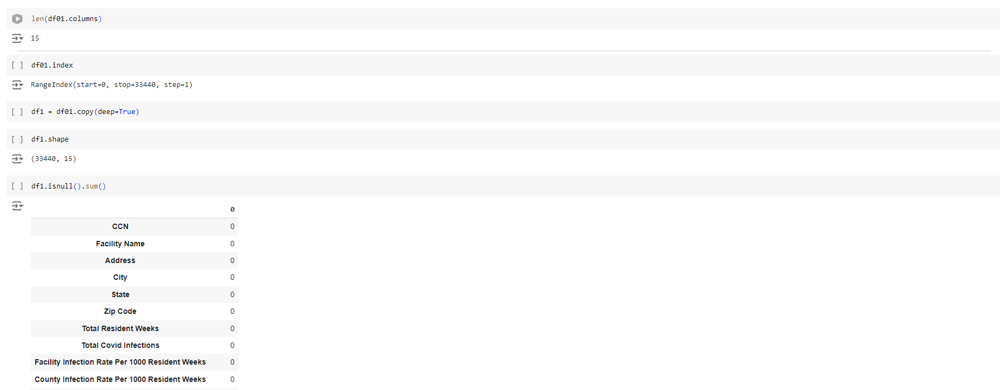 len(df01.columns)
15
[ ] df01.index
RangeIndex(start=0, stop=33440, step=1)
[ ] df1 = df01.copy(deep=True)
[ ] df1.shape
(33440, 15)
[ ] df1.isnull().sum()
0
CCN 0
Facility Name 0
Address 0
City 0
State 0
Zip Code 0
Total Resident Weeks 0
Total Covid Infections 0
Facility Infection Rate Per 1000 Resident Weeks 0
County Infection Rate Per 1000 Resident Weeks 0